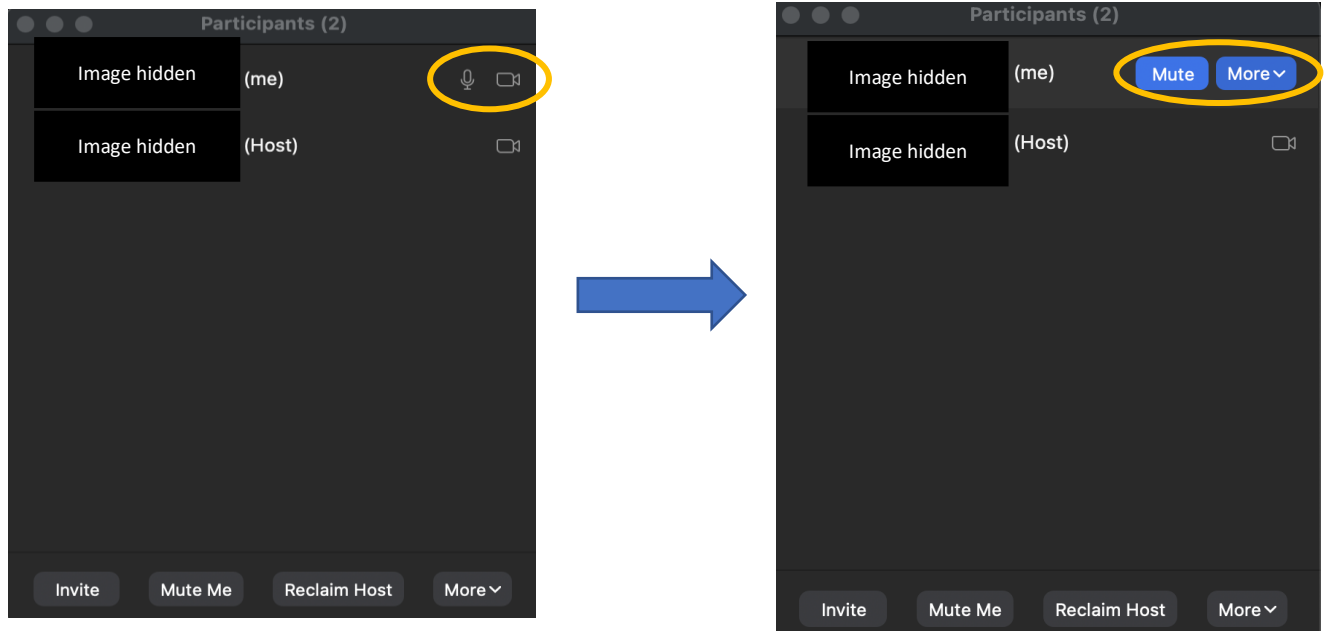 Participants (2)
Image hidden (me)
Image hidden (Host)
Invite Mute Me Reclaim Host More
Participants (2)
Image hidden (me) Mute More
Image hidden (Host)
Invite Mute Me Reclaim Host More